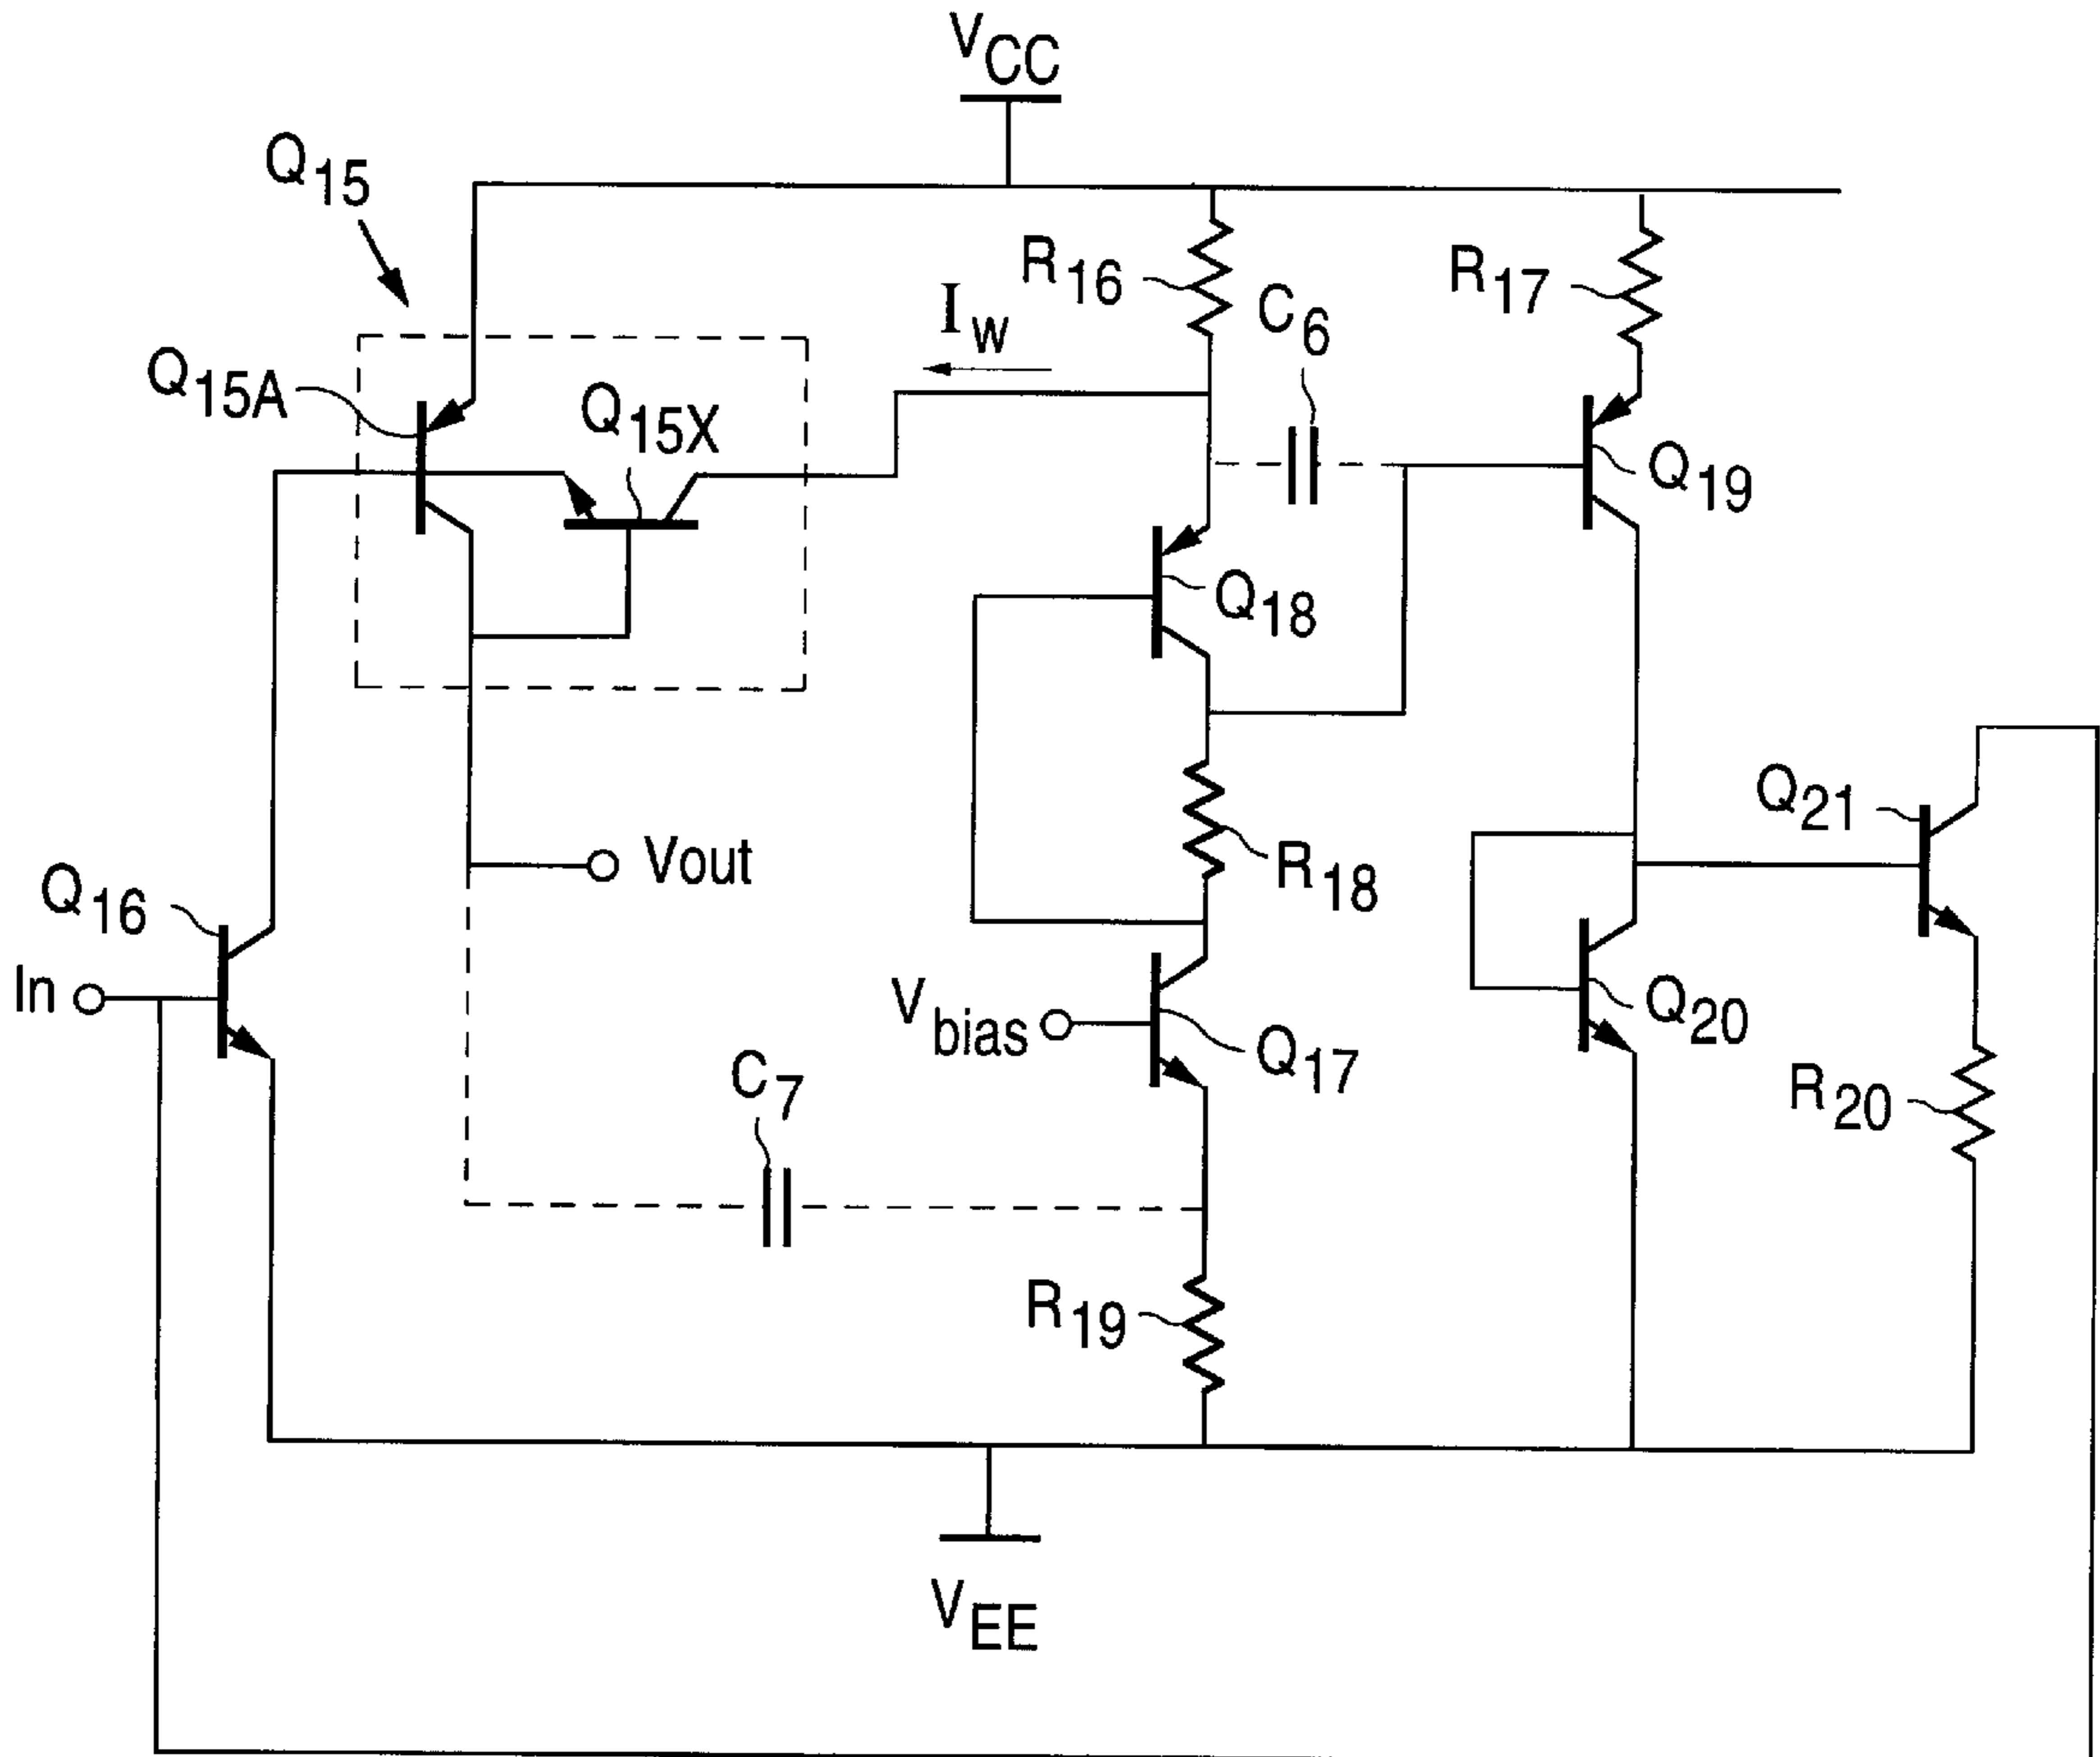 VCC
Q15
R16
R17
IW
C6
Q15A
Q15X
Q19
Q18
Q21
Vout
R18
Q16
In
Vbias
Q20
Q17
C7
R20
R19
VEE